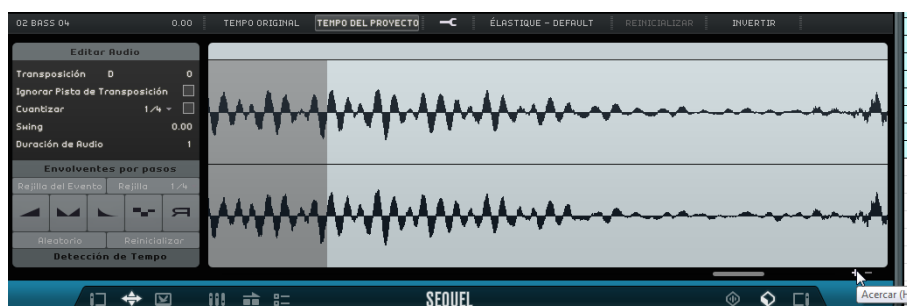 02 BASS 04 0.00 TEMPO ORIGINAL TEMPO DEL PROYECTO ÉLASTIQUE - DEFAULT REINICIALIZAR INVERTIR
Editar Audio
Transposición D 0
Ignorar Pista de Transposición
Cuantizar 1/4
Swing 0.00
Duración de Audio 1
Envolventes por pasos
Rejilla del Evento Rejilla 1/4
Aleatorio Reinicializar
Detección de Tempo
SEQUEL
Acercar (H